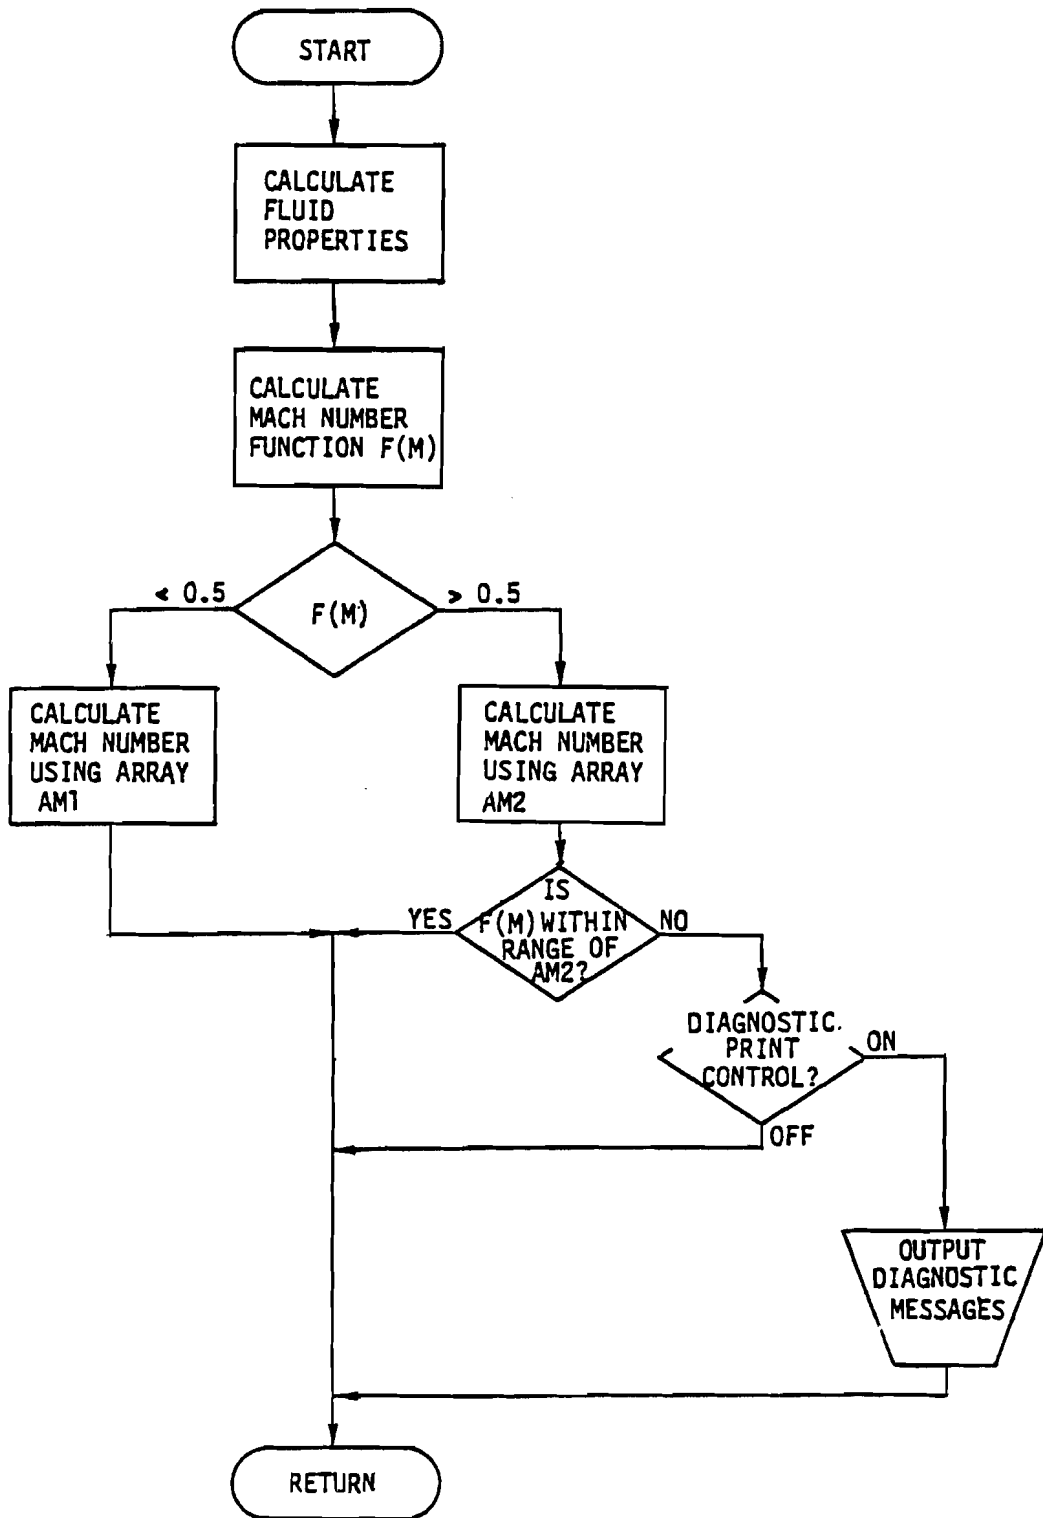 START
CALCULATE
FLUID
PROPERTIES
CALCULATE
MACH NUMBER
FUNCTION F(M)
< 0.5
F(M)
> 0.5
CALCULATE
MACH NUMBER
USING ARRAY
AM1
CALCULATE
MACH NUMBER
USING ARRAY
AM2
YES
IS
F(M) WITHIN
RANGE OF
AM2?
NO
DIAGNOSTIC
PRINT
CONTROL?
ON
OFF
OUTPUT
DIAGNOSTIC
MESSAGES
RETURN